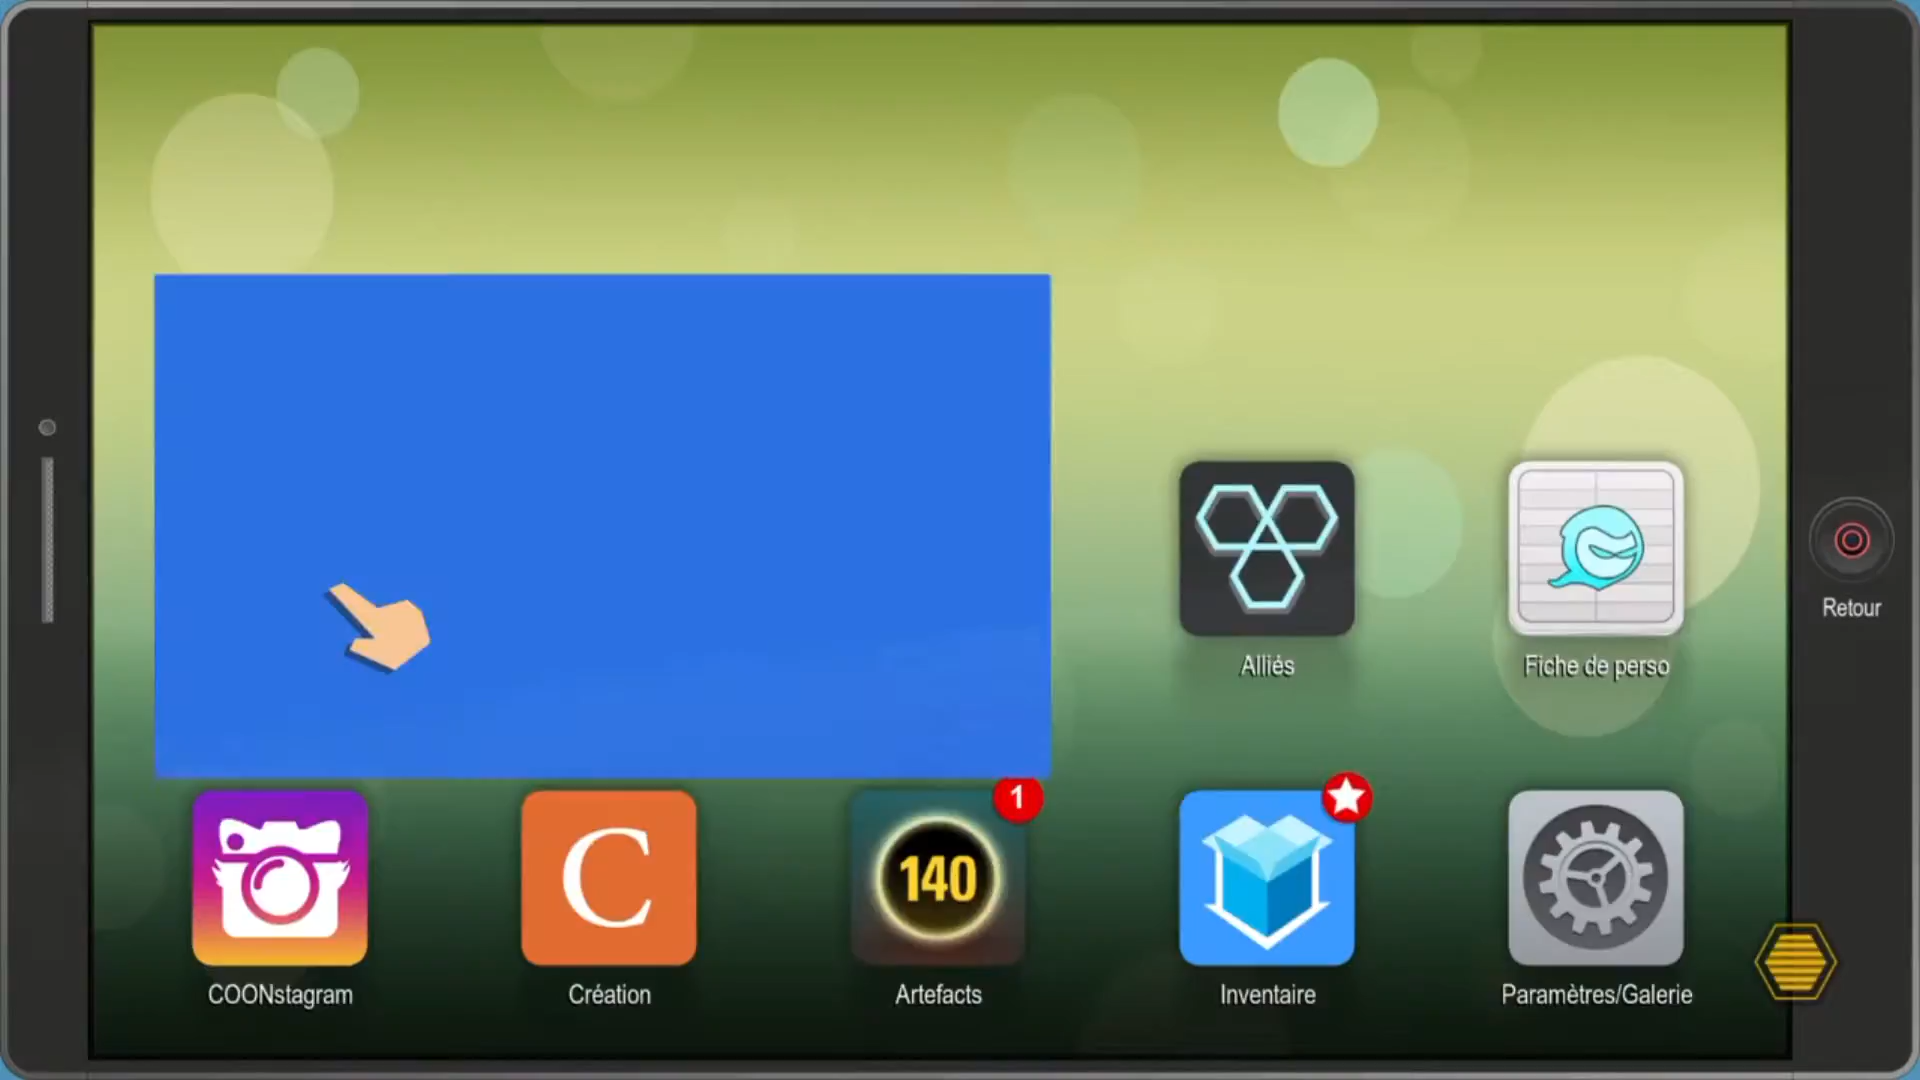 Alliés
Fiche de perso
Retour
1
C
140
COONstagram
Création
Artefacts
Inventaire
Paramètres/Galerie